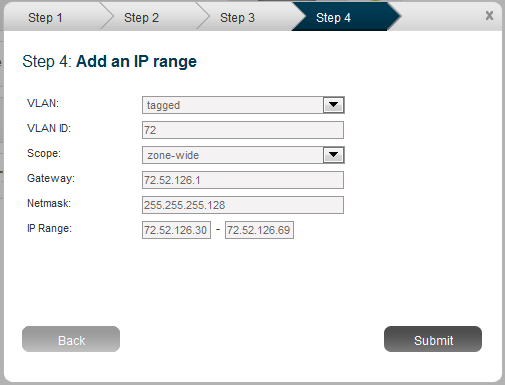 Step 1 Step 2 Step 3 Step 4 x
Step 4: Add an IP range
VLAN: tagged
VLAN ID: 72
Scope: zone-wide
Gateway: 72.52.126.1
Netmask: 255.255.255.128
IP Range: 72.52.126.30 - 72.52.126.69
Back Submit